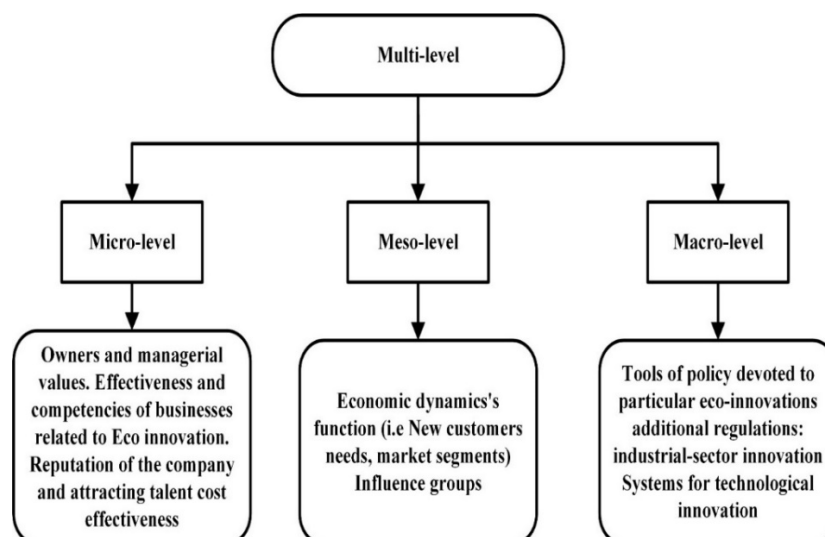 Multi-level
Micro-level
Meso-level
Macro-level
Owners and managerial
values. Effectiveness and
competencies of businesses
related to Eco innovation.
Reputation of the company
and attracting talent cost
effectiveness
Economic dynamics's
function (i.e New customers
needs, market segments)
Influence groups
Tools of policy devoted to
particular eco-innovations
additional regulations:
industrial-sector innovation
Systems for technological
innovation